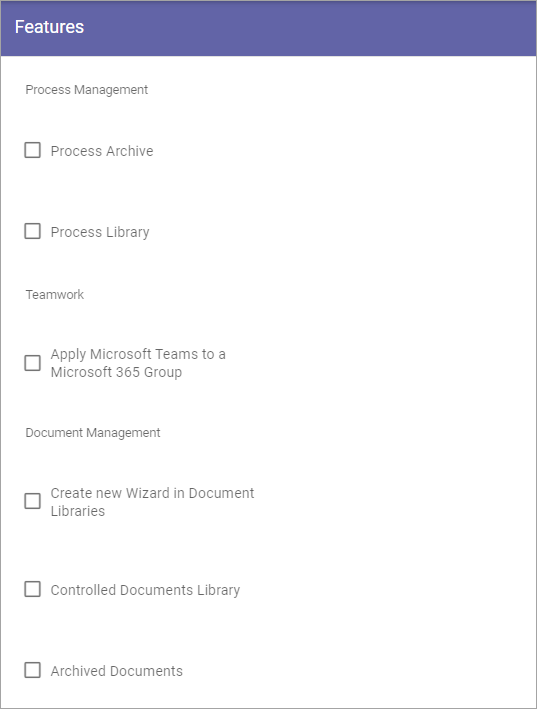 Features
Process Management
Process Archive
Process Library
Teamwork
Apply Microsoft Teams to a
Microsoft 365 Group
Document Management
Create new Wizard in Document
Libraries
Controlled Documents Library
Archived Documents